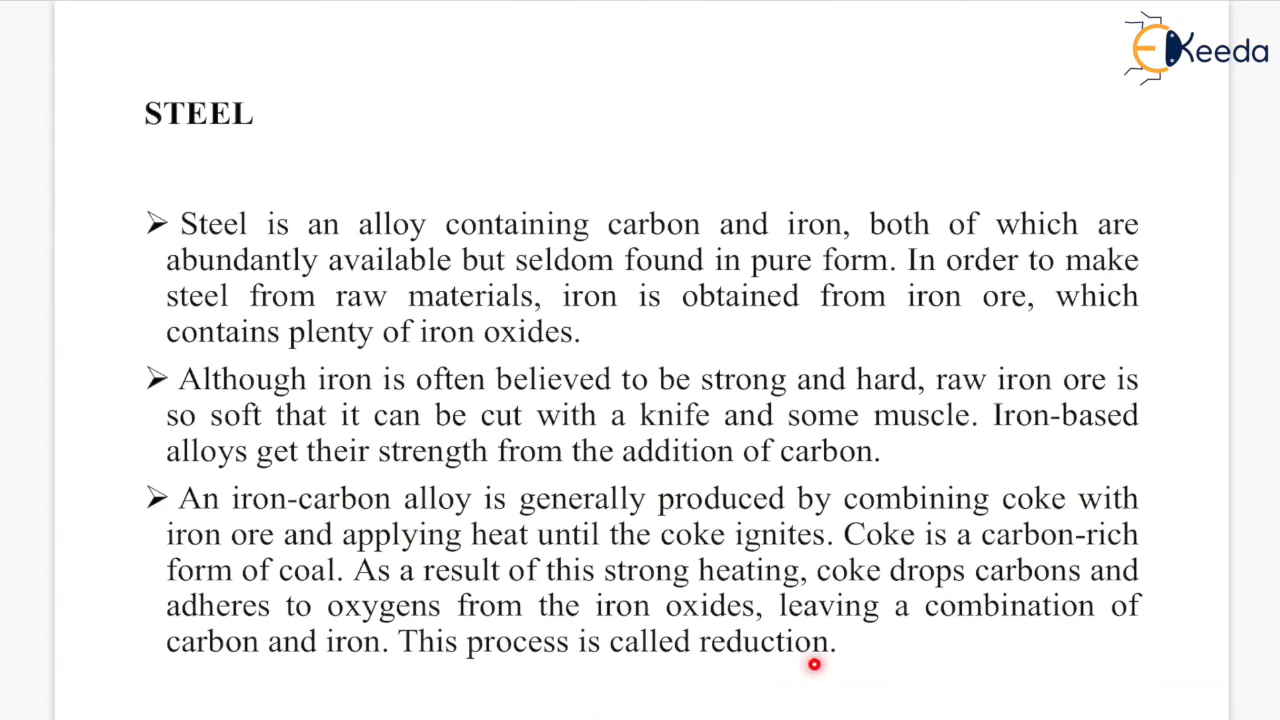 EKeeda
STEEL
➢ Steel is an alloy containing carbon and iron, both of which are
abundantly available but seldom found in pure form. In order to make
steel from raw materials, iron is obtained from iron ore, which
contains plenty of iron oxides.
➢ Although iron is often believed to be strong and hard, raw iron ore is
so soft that it can be cut with a knife and some muscle. Iron-based
alloys get their strength from the addition of carbon.
➢ An iron-carbon alloy is generally produced by combining coke with
iron ore and applying heat until the coke ignites. Coke is a carbon-rich
form of coal. As a result of this strong heating, coke drops carbons and
adheres to oxygens from the iron oxides, leaving a combination of
carbon and iron. This process is called reduction.